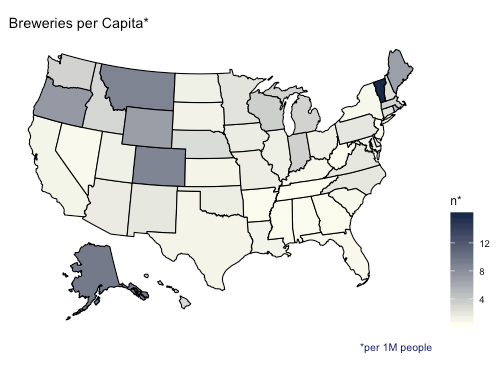 Breweries per Capita*
n*
12
8
4
*per 1M people